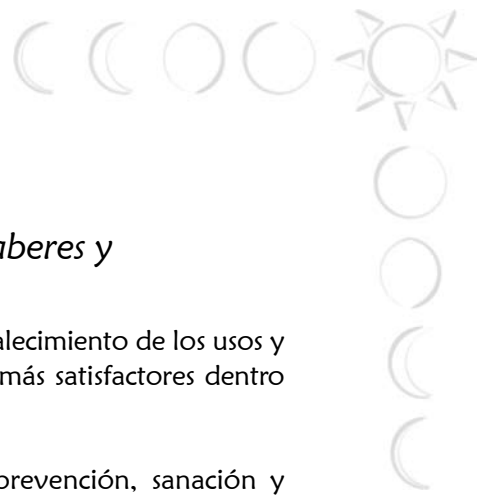 aberes y
alecimiento de los usos y
más satisfactores dentro
prevención, sanación y